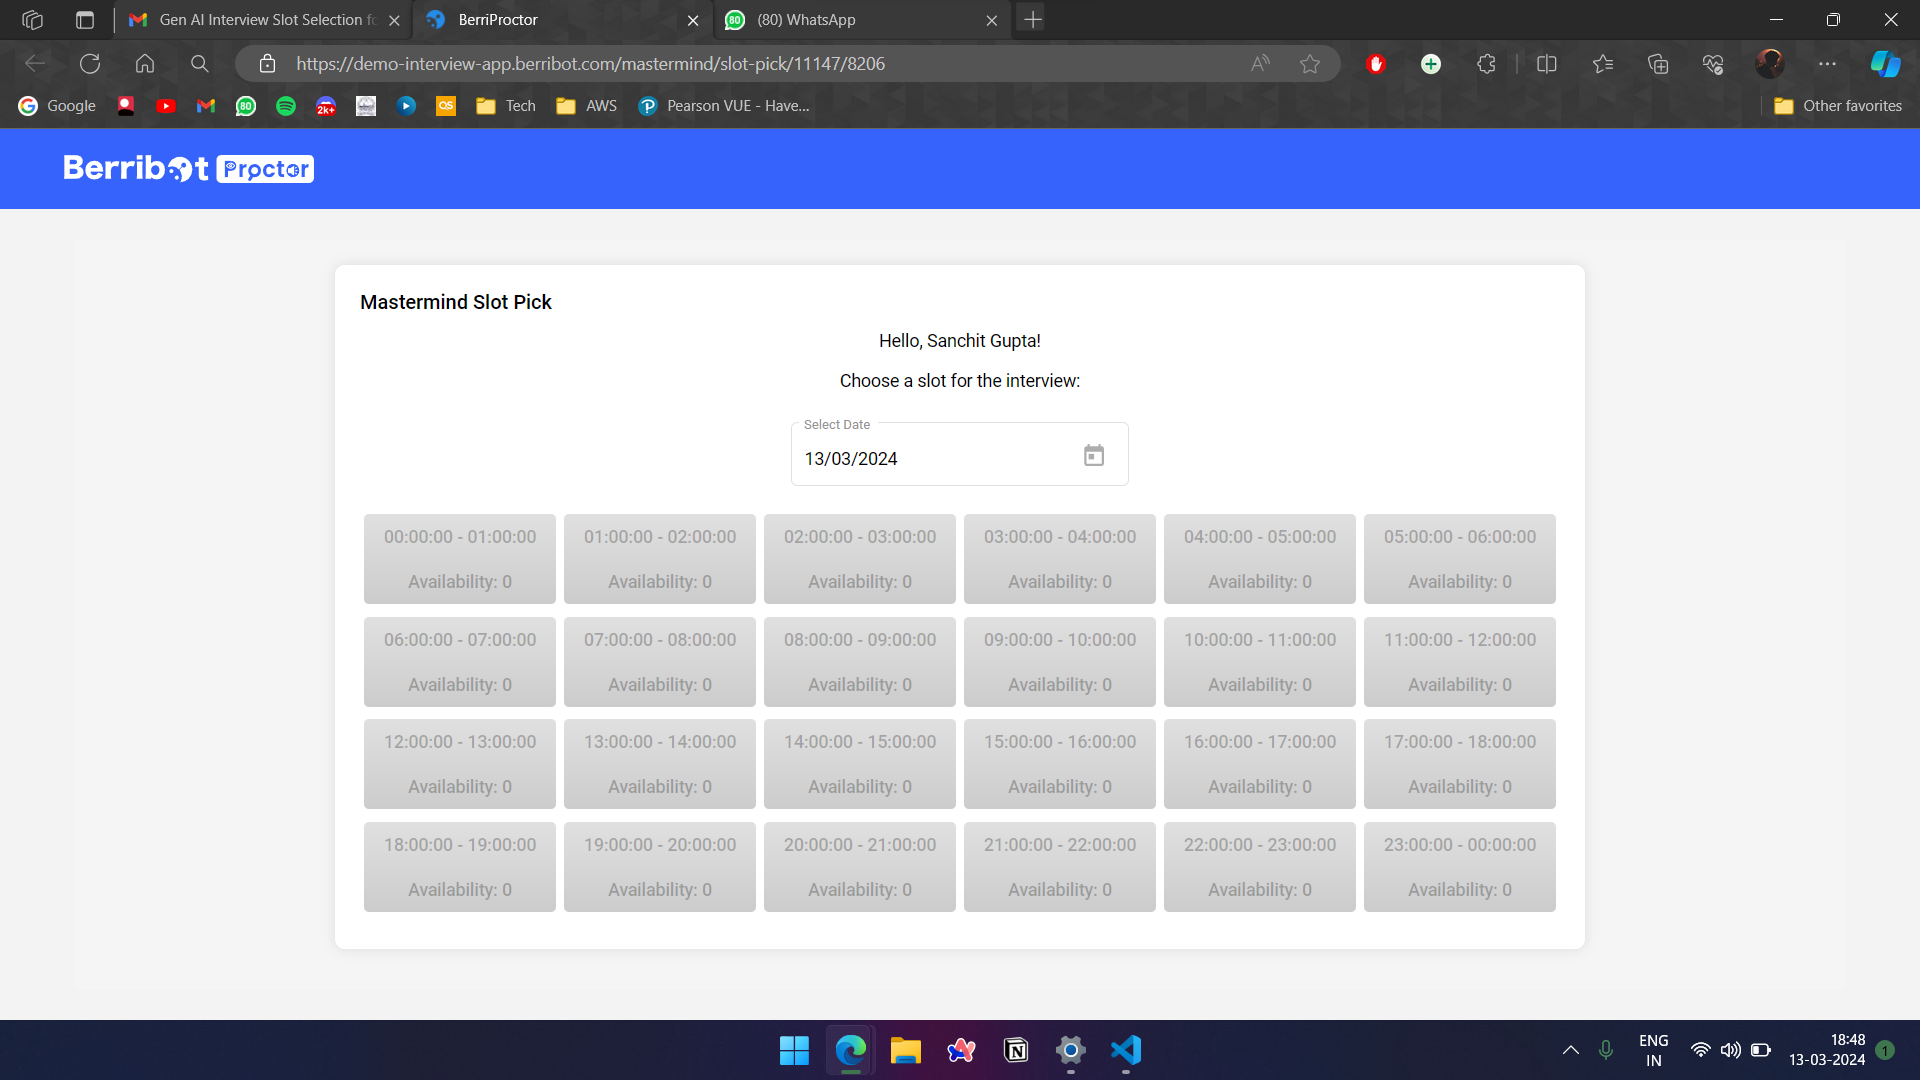 Gen AI Interview Slot Selection fo
BerriProctor
(80) WhatsApp
https://demo-interview-app.berribot.com/mastermind/slot-pick/11147/8206
Google
80
2k+
Tech
AWS
Pearson VUE - Have...
Other favorites
Berribot Proctor
Mastermind Slot Pick
Hello, Sanchit Gupta!
Choose a slot for the interview:
Select Date
13/03/2024
00:00:00 - 01:00:00 01:00:00 - 02:00:00 02:00:00 - 03:00:00 03:00:00 - 04:00:00 04:00:00 - 05:00:00 05:00:00 - 06:00:00
Availability: 0 Availability: 0 Availability: 0 Availability: 0 Availability: 0 Availability: 0
06:00:00 - 07:00:00 07:00:00 - 08:00:00 08:00:00 - 09:00:00 09:00:00 - 10:00:00 10:00:00 - 11:00:00 11:00:00 - 12:00:00
Availability: 0 Availability: 0 Availability: 0 Availability: 0 Availability: 0 Availability: 0
12:00:00 - 13:00:00 13:00:00 - 14:00:00 14:00:00 - 15:00:00 15:00:00 - 16:00:00 16:00:00 - 17:00:00 17:00:00 - 18:00:00
Availability: 0 Availability: 0 Availability: 0 Availability: 0 Availability: 0 Availability: 0
18:00:00 - 19:00:00 19:00:00 - 20:00:00 20:00:00 - 21:00:00 21:00:00 - 22:00:00 22:00:00 - 23:00:00 23:00:00 - 00:00:00
Availability: 0 Availability: 0 Availability: 0 Availability: 0 Availability: 0 Availability: 0
ENG
IN
18:48
13-03-2024
1